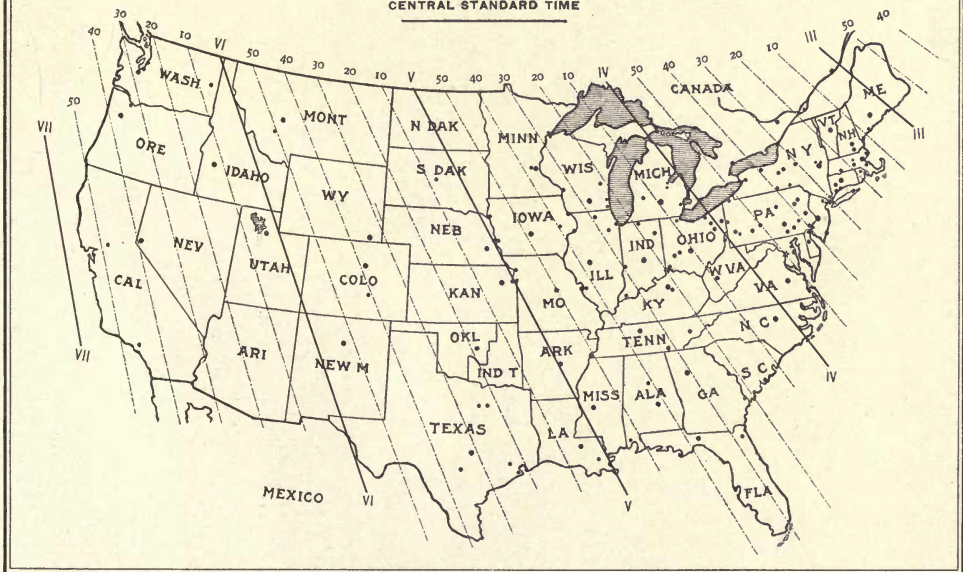 CENTRAL STANDARD TIME
40 30 20 10 VI 50 40 30 20 10 V 40 30 20 10 IV 50 40 30 20 10 III 50 40
50
VII
VII
WASH
ORE
IDAHO
MONT
N DAK
S DAK
MINN
WIS
MICH
CANADA
ME
VT
NH
N Y
WY
NEB
IOWA
NEV
UTAH
COLO
KAN
MO
ILL
IND
OHIO
PA
W VA
VA
KY
CAL
ARI
NEW M
OKL
IND T
ARK
TENN
N C
S C
MISS
ALA
GA
TEXAS
LA
FLA
MEXICO
VI
V
IV
III